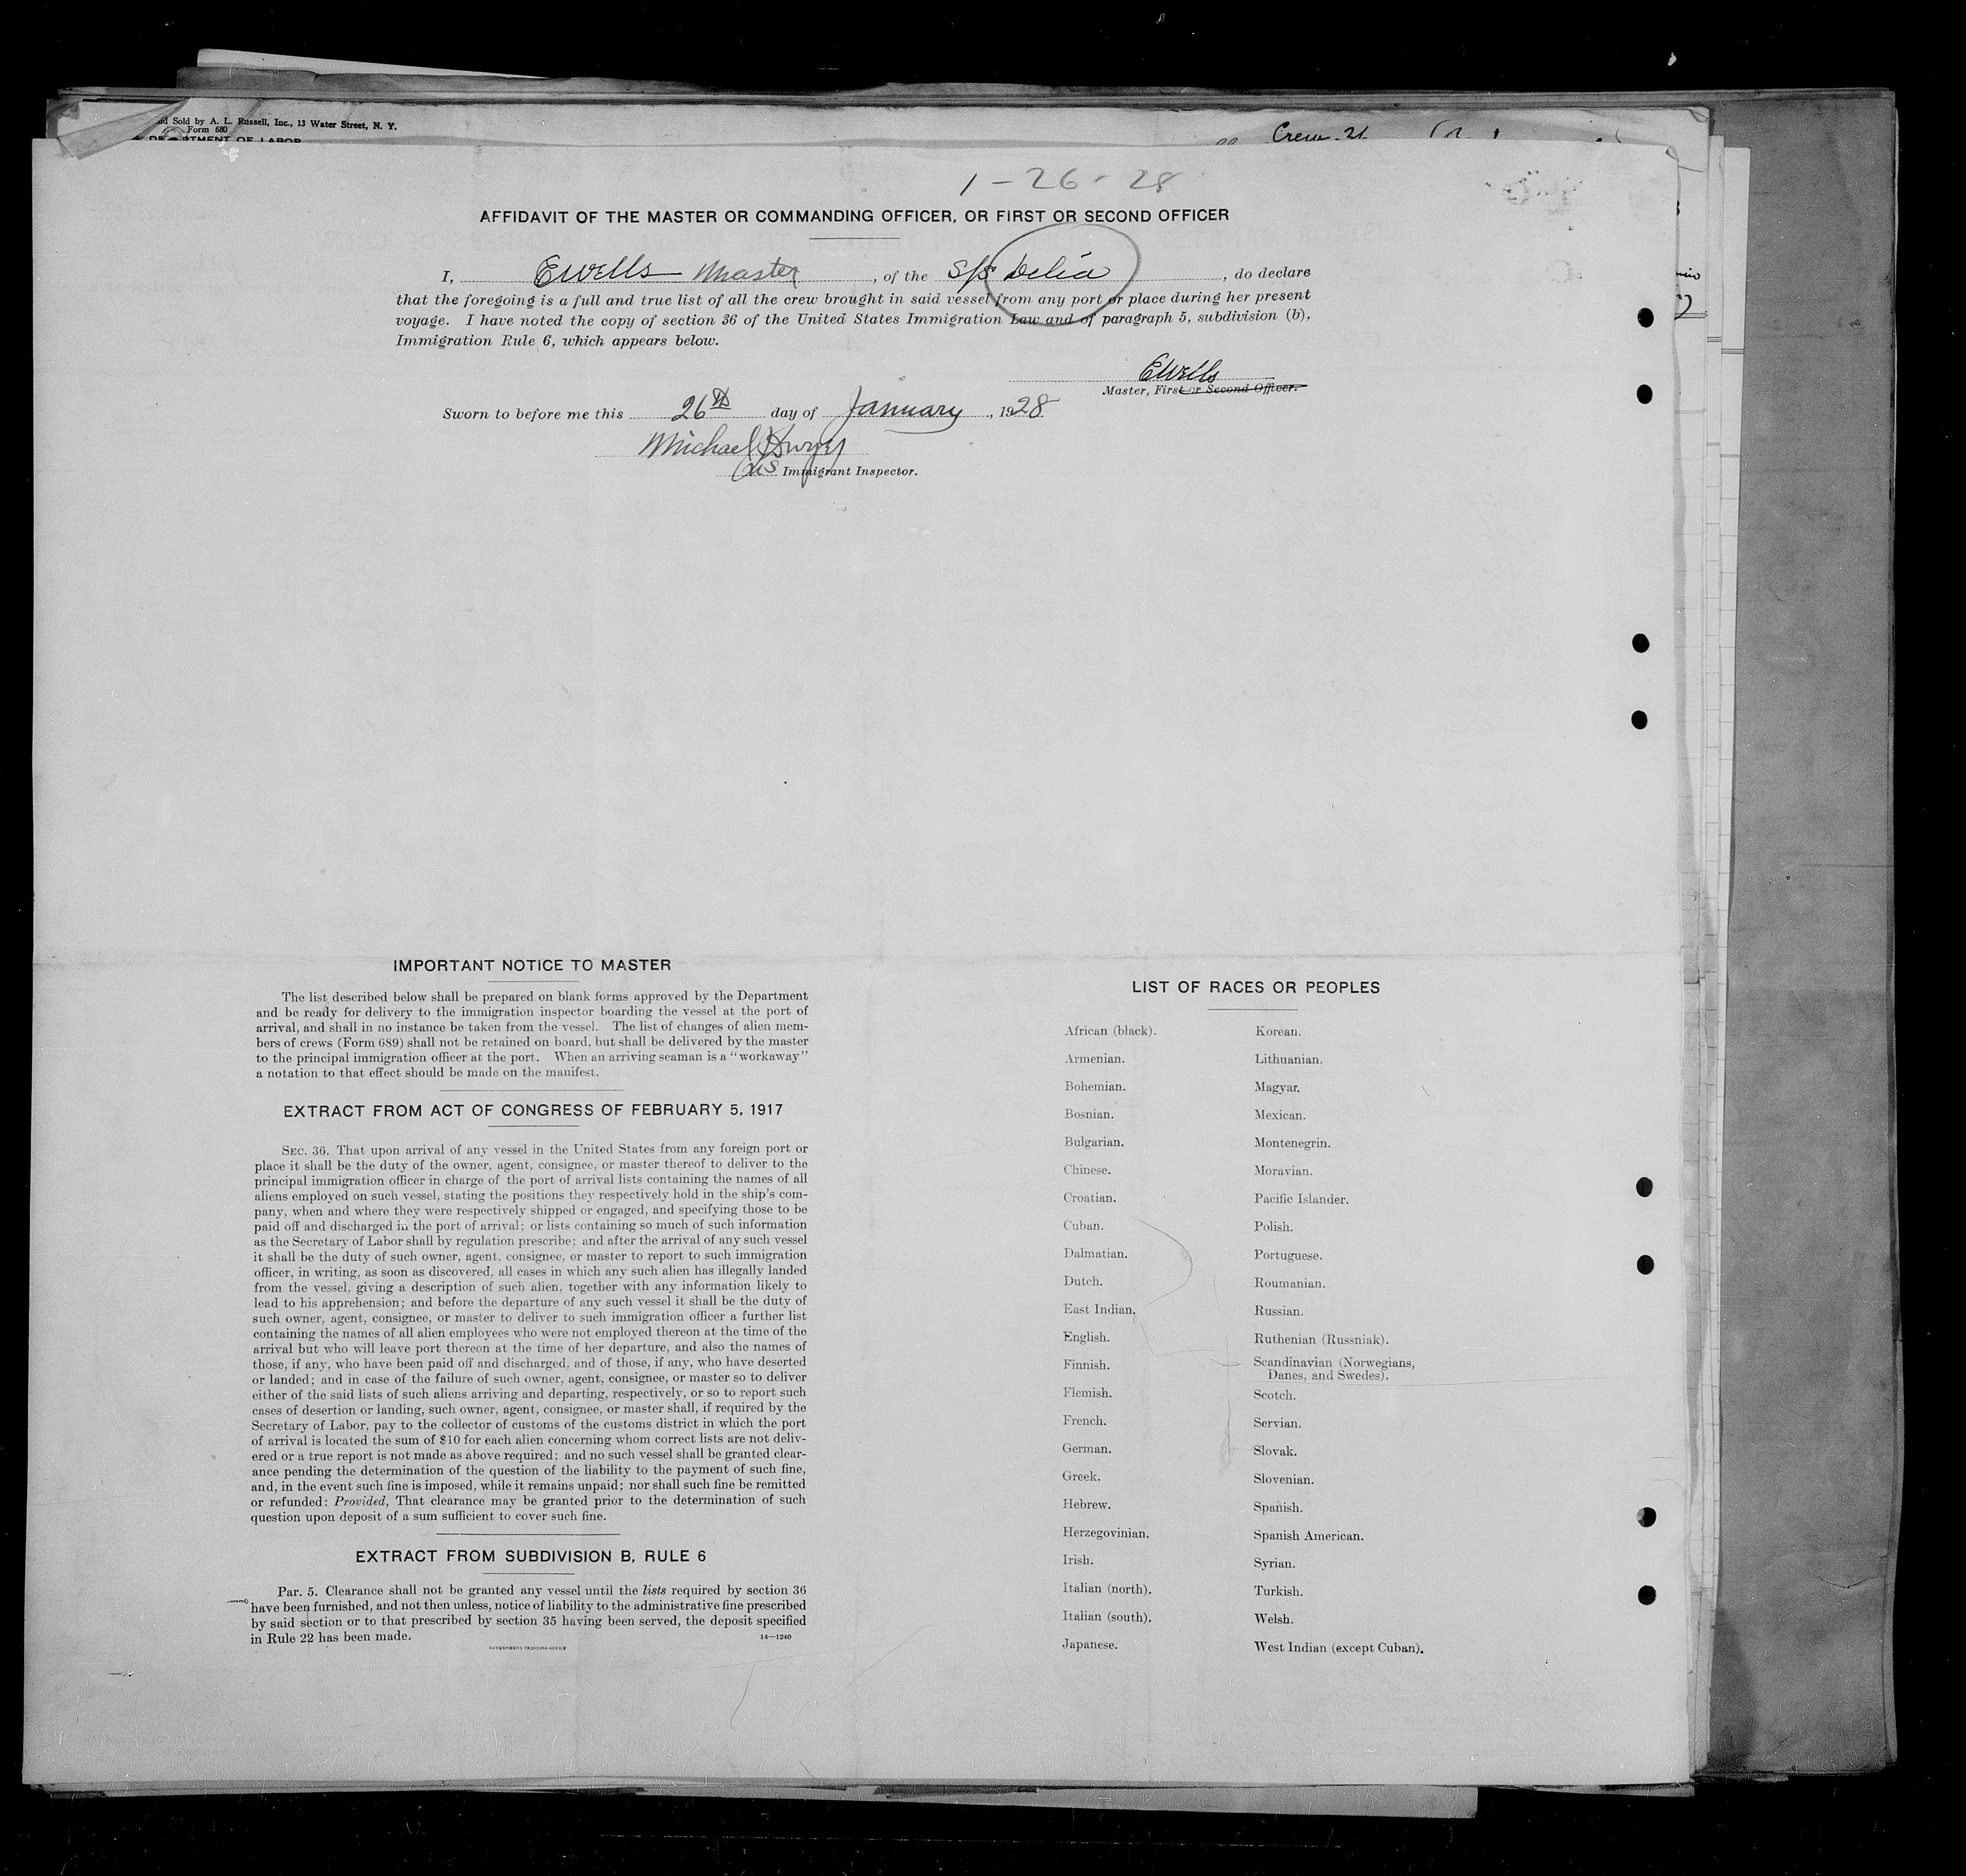 nd Sold by A. L. Russell, Inc., 13 Water Street, N. Y.
Form 680
DEPARTMENT OF LABOR
Crew-21
1-26-28
AFFIDAVIT OF THE MASTER OR COMMANDING OFFICER, OR FIRST OR SECOND OFFICER
I, EWells Master, of the S/S Delia, do declare
that the foregoing is a full and true list of all the crew brought in said vessel from any port or place during her present
voyage. I have noted the copy of section 36 of the United States Immigration Law and of paragraph 5, subdivision (b),
Immigration Rule 6, which appears below.
EWells
Master, First or Second Officer.
Sworn to before me this 26th day of January, 1928
Michael Dwyer
US Immigrant Inspector.
IMPORTANT NOTICE TO MASTER
The list described below shall be prepared on blank forms approved by the Department
and be ready for delivery to the immigration inspector boarding the vessel at the port of
arrival, and shall in no instance be taken from the vessel. The list of changes of alien mem-
bers of crews (Form 689) shall not be retained on board, but shall be delivered by the master
to the principal immigration officer at the port. When an arriving seaman is a "workaway"
a notation to that effect should be made on the manifest.
EXTRACT FROM ACT OF CONGRESS OF FEBRUARY 5, 1917
SEC. 36. That upon arrival of any vessel in the United States from any foreign port or
place it shall be the duty of the owner, agent, consignee, or master thereof to deliver to the
principal immigration officer in charge of the port of arrival lists containing the names of all
aliens employed on such vessel, stating the positions they respectively hold in the ship's com-
pany, when and where they were respectively shipped or engaged, and specifying those to be
paid off and discharged in the port of arrival; or lists containing so much of such information
as the Secretary of Labor shall by regulation prescribe; and after the arrival of any such vessel
it shall be the duty of such owner, agent, consignee, or master to report to such immigration
officer, in writing, as soon as discovered, all cases in which any such alien has illegally landed
from the vessel, giving a description of such alien, together with any information likely to
lead to his apprehension; and before the departure of any such vessel it shall be the duty of
such owner, agent, consignee, or master to deliver to such immigration officer a further list
containing the names of all alien employees who were not employed thereon at the time of the
arrival but who will leave port thereon at the time of her departure, and also the names of
those, if any, who have been paid off and discharged, and of those, if any, who have deserted
or landed; and in case of the failure of such owner, agent, consignee, or master so to deliver
either of the said lists of such aliens arriving and departing, respectively, or so to report such
cases of desertion or landing, such owner, agent, consignee, or master shall, if required by the
Secretary of Labor, pay to the collector of customs of the customs district in which the port
of arrival is located the sum of $10 for each alien concerning whom correct lists are not deliv-
ered or a true report is not made as above required; and no such vessel shall be granted clear-
ance pending the determination of the question of the liability to the payment of such fine,
and, in the event such fine is imposed, while it remains unpaid; nor shall such fine be remitted
or refunded: Provided, That clearance may be granted prior to the determination of such
question upon deposit of a sum sufficient to cover such fine.
EXTRACT FROM SUBDIVISION B, RULE 6
Par. 5. Clearance shall not be granted any vessel until the lists required by section 36
have been furnished, and not then unless, notice of liability to the administrative fine prescribed
by said section or to that prescribed by section 35 having been served, the deposit specified
in Rule 22 has been made.
14—1240
GOVERNMENT PRINTING OFFICE
LIST OF RACES OR PEOPLES
African (black).
Armenian.
Bohemian.
Bosnian.
Bulgarian.
Chinese.
Croatian.
Cuban.
Dalmatian.
Dutch.
East Indian.
English.
Finnish.
Flemish.
French.
German.
Greek.
Hebrew.
Herzegovinian.
Irish.
Italian (north).
Italian (south).
Japanese.
Korean.
Lithuanian.
Magyar.
Mexican.
Montenegrin.
Moravian.
Pacific Islander.
Polish.
Portuguese.
Roumanian.
Russian.
Ruthenian (Russniak).
Scandinavian (Norwegians,
Danes, and Swedes).
Scotch.
Servian.
Slovak.
Slovenian.
Spanish.
Spanish American.
Syrian.
Turkish.
Welsh.
West Indian (except Cuban).